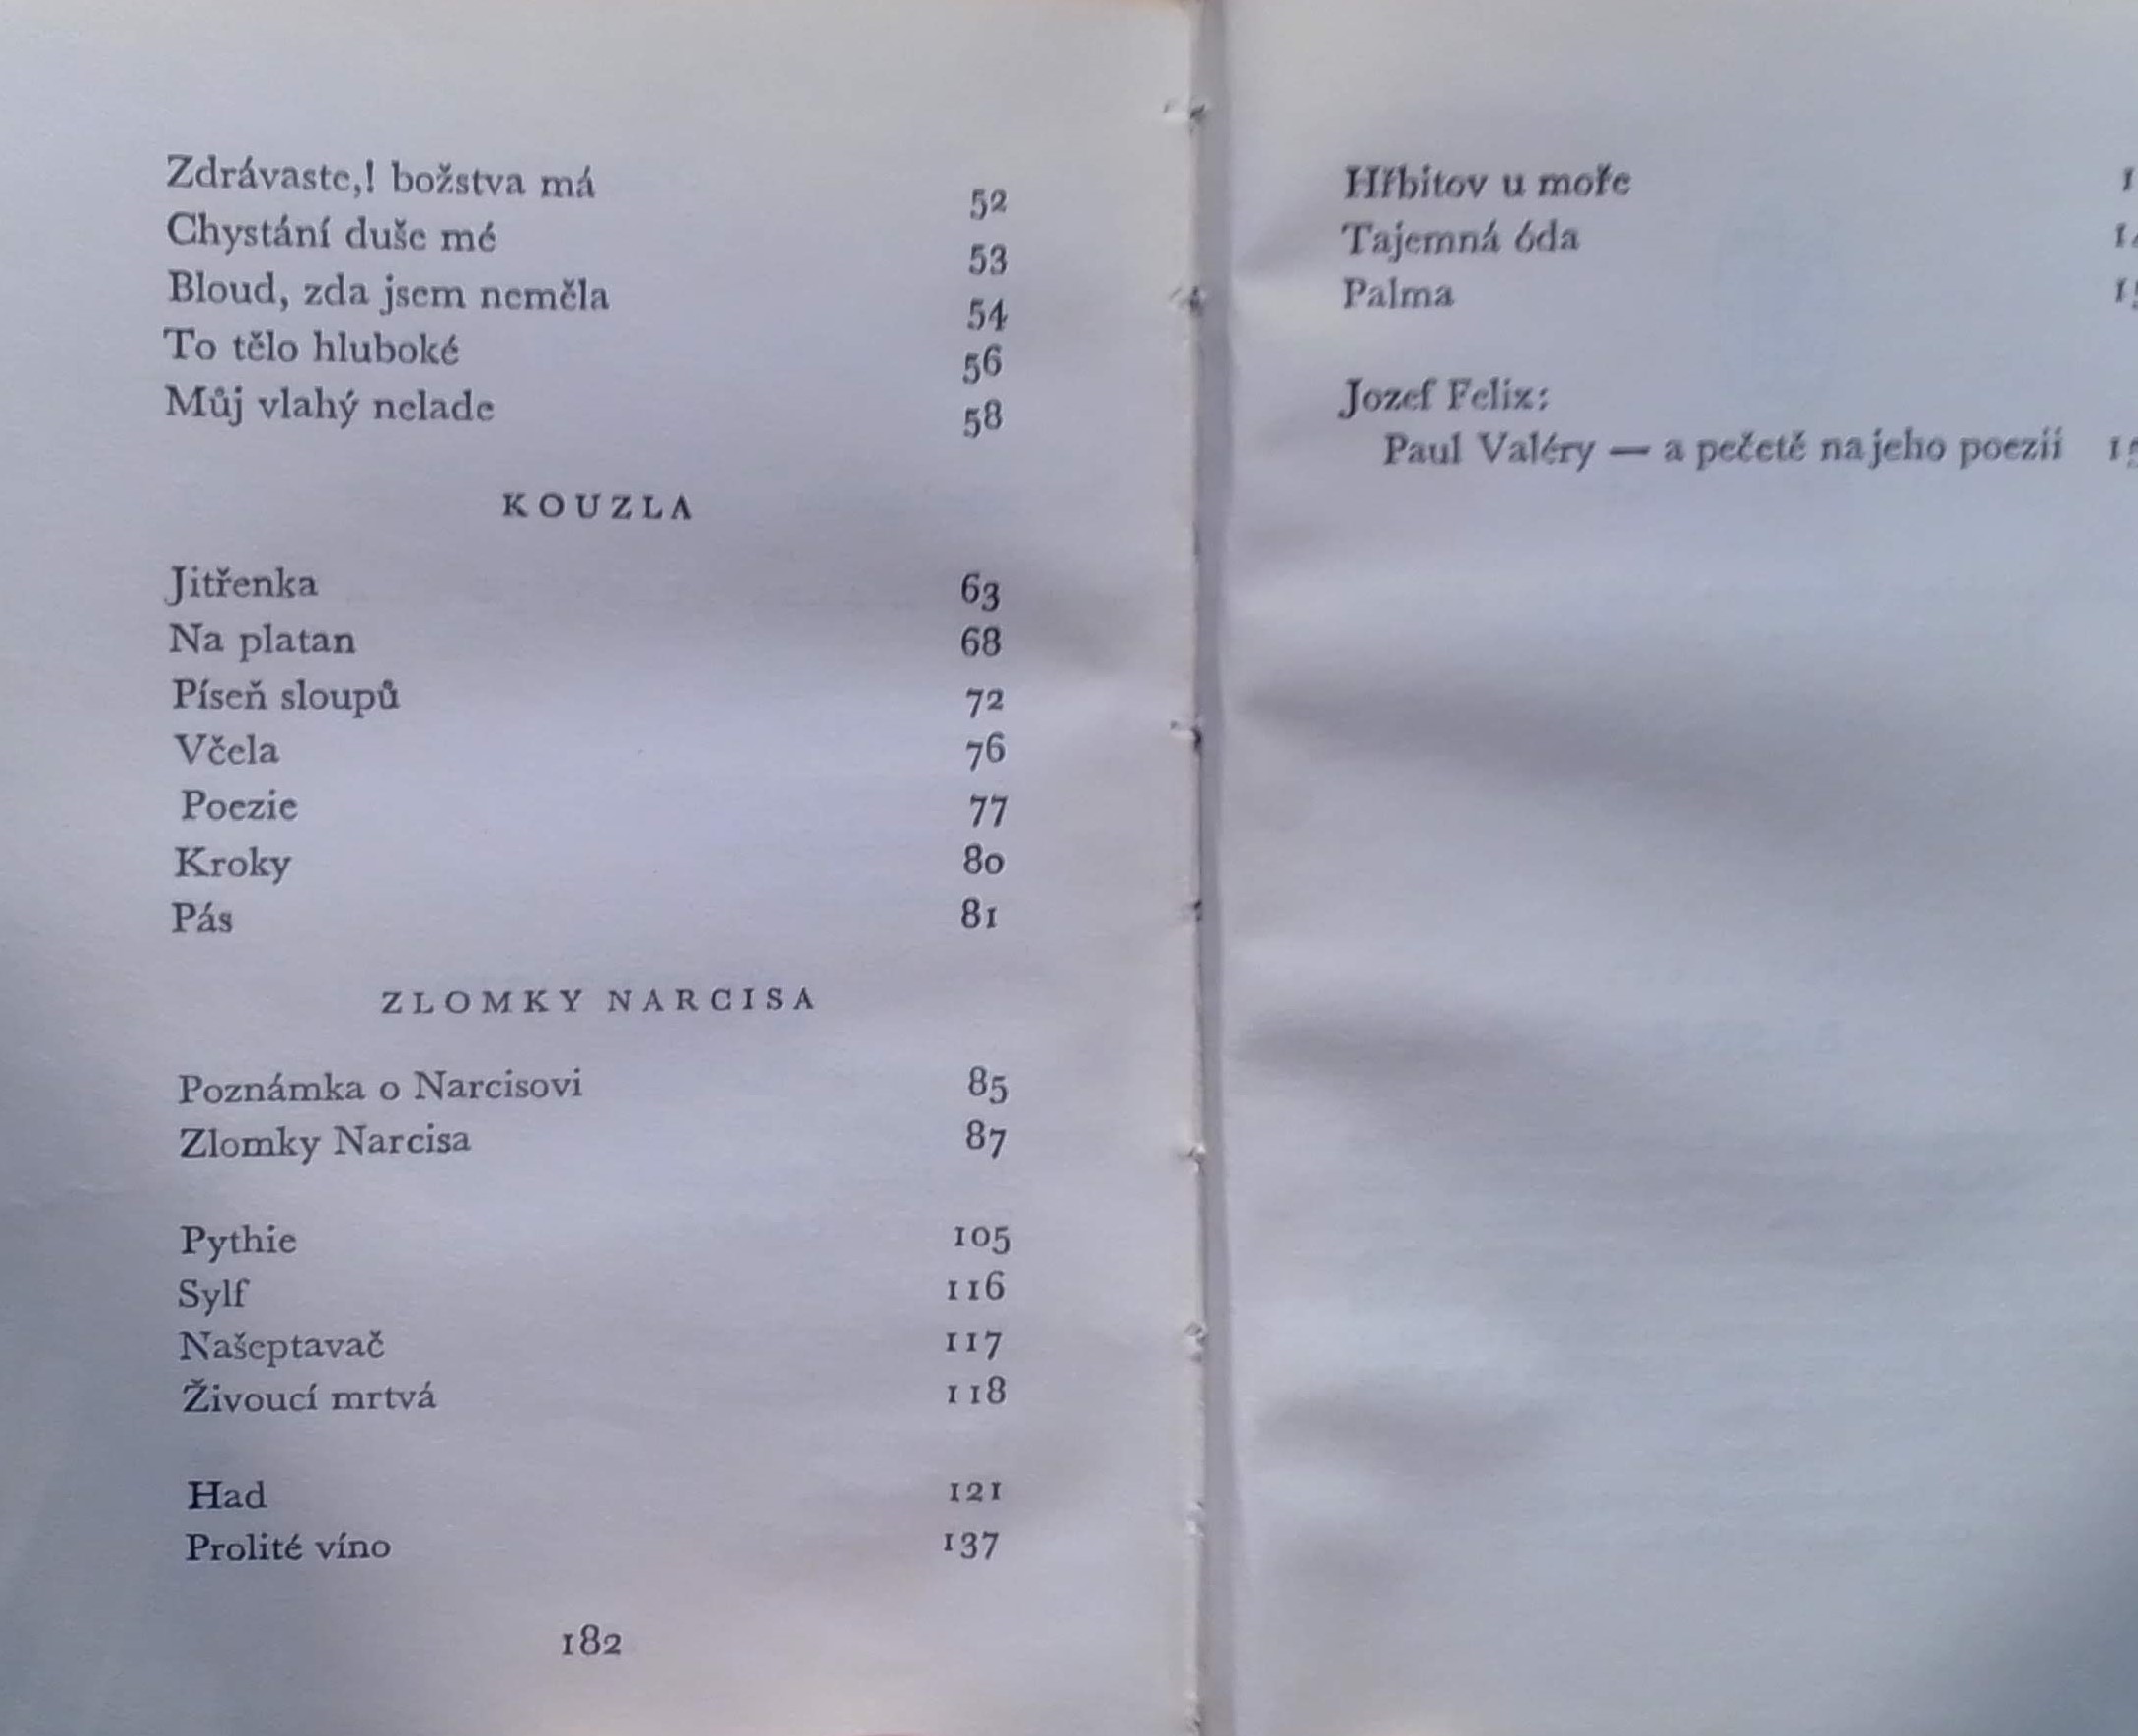 Zdrávaste,! božstva má 52
Chystání duše mé 53
Bloud, zda jsem neměla 54
To tělo hluboké 56
Můj vlahý nelade 58
KOUZLA
Jitřenka 63
Na platan 68
Píseň sloupů 72
Včela 76
Poezie 77
Kroky 80
Pás 81
ZLOMKY NARCISA
Poznámka o Narcisovi 85
Zlomky Narcisa 87
Pythie 105
Sylf 116
Našeptavač 117
Živoucí mrtvá 118
Had 121
Prolité víno 137
182
Hřbitov u moře
Tajemná óda
Palma
Jozef Felix:
Paul Valéry — a pečetě na jeho poezii